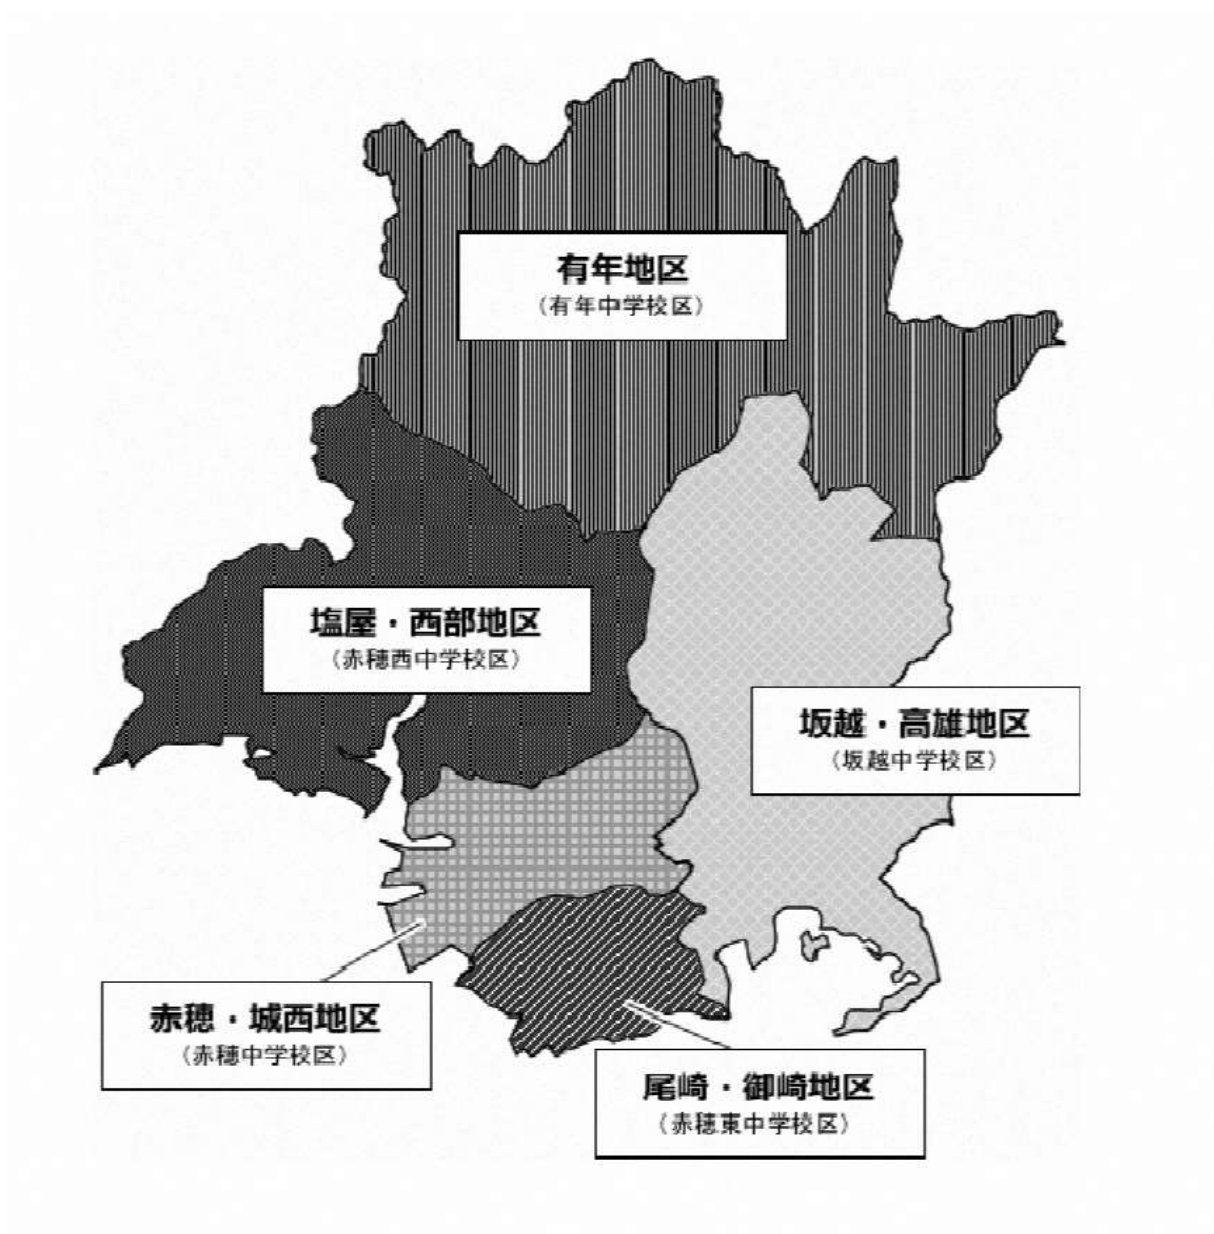 有年地区
（有年中学校区）
塩屋・西部地区
（赤穂西中学校区）
坂越・高雄地区
（坂越中学校区）
赤穂・城西地区
（赤穂中学校区）
尾崎・御崎地区
（赤穂東中学校区）